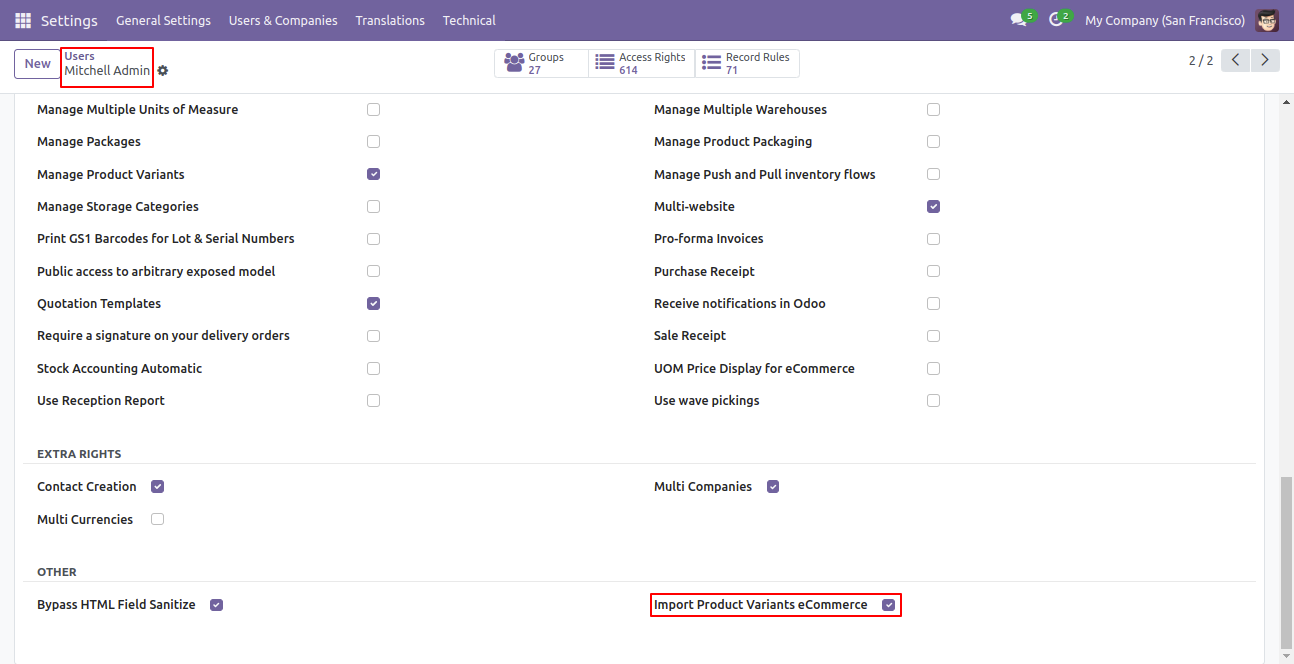 Settings General Settings Users & Companies Translations Technical 5 2 My Company (San Francisco)
New Users Groups Access Rights Record Rules
Mitchell Admin 27 614 71 2 / 2
Manage Multiple Units of Measure Manage Multiple Warehouses
Manage Packages Manage Product Packaging
Manage Product Variants Manage Push and Pull inventory flows
Manage Storage Categories Multi-website
Print GS1 Barcodes for Lot & Serial Numbers Pro-forma Invoices
Public access to arbitrary exposed model Purchase Receipt
Quotation Templates Receive notifications in Odoo
Require a signature on your delivery orders Sale Receipt
Stock Accounting Automatic UOM Price Display for eCommerce
Use Reception Report Use wave pickings
EXTRA RIGHTS
Contact Creation Multi Companies
Multi Currencies
OTHER
Bypass HTML Field Sanitize Import Product Variants eCommerce